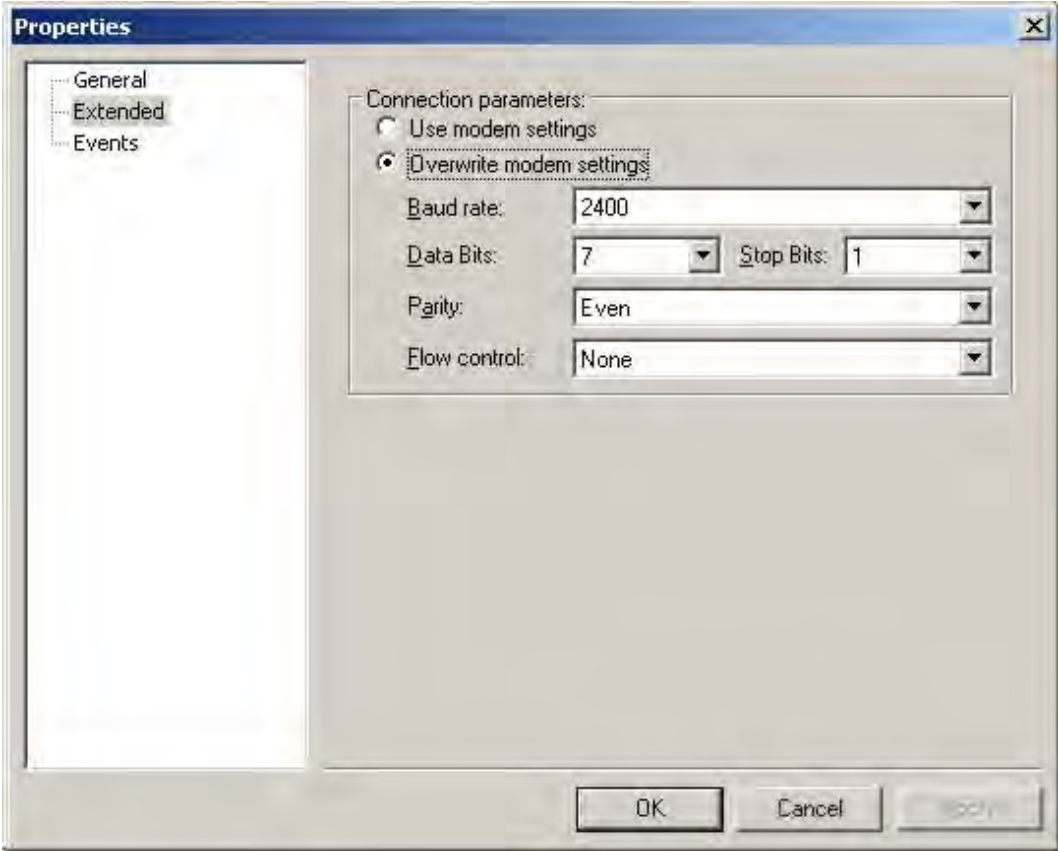 Properties
General
Extended
Events
Connection parameters:
Use modem settings
Overwrite modem settings
Baud rate: 2400
Data Bits: 7 Stop Bits: 1
Parity: Even
Flow control: None
OK Cancel